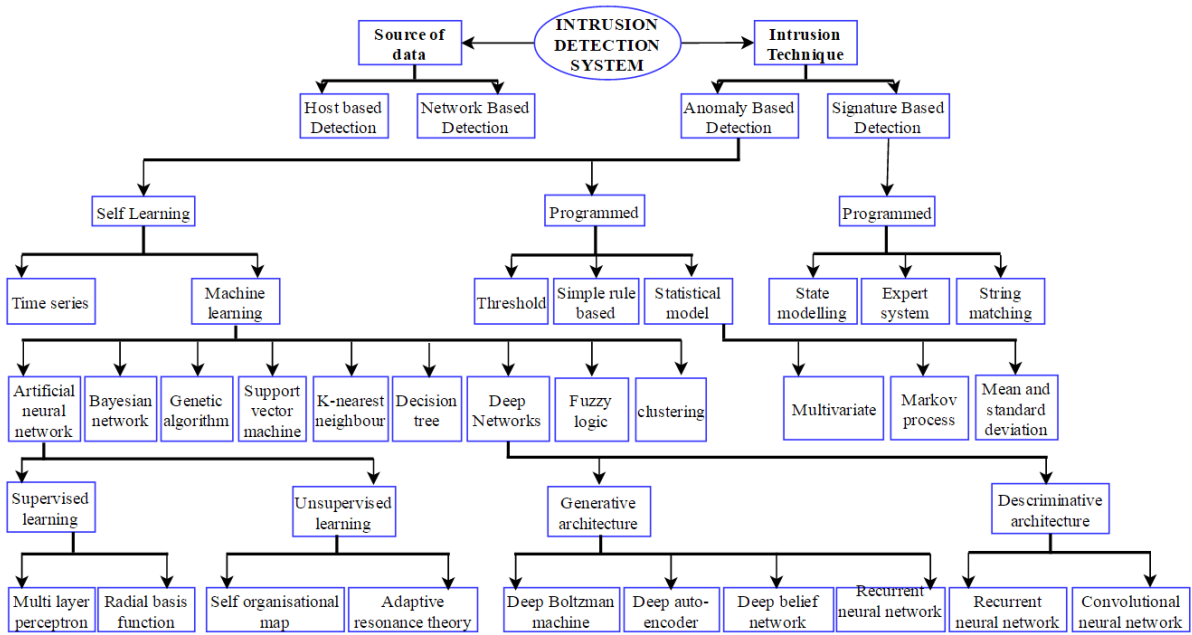 INTRUSION
DETECTION
SYSTEM
Source of
data
Intrusion
Technique
Host based
Detection
Network Based
Detection
Anomaly Based
Detection
Signature Based
Detection
Self Learning
Programmed
Programmed
Time series
Machine
learning
Threshold
Simple rule
based
Statistical
model
State
modelling
Expert
system
String
matching
Artificial
neural
network
Bayesian
network
Genetic
algorithm
Support
vector
machine
K-nearest
neighbour
Decision
tree
Deep
Networks
Fuzzy
logic
clustering
Multivariate
Markov
process
Mean and
standard
deviation
Supervised
learning
Unsupervised
learning
Generative
architecture
Descriminative
architecture
Multi layer
perceptron
Radial basis
function
Self organisational
map
Adaptive
resonance theory
Deep Boltzman
machine
Deep auto-
encoder
Deep belief
network
Recurrent
neural network
Recurrent
neural network
Convolutional
neural network